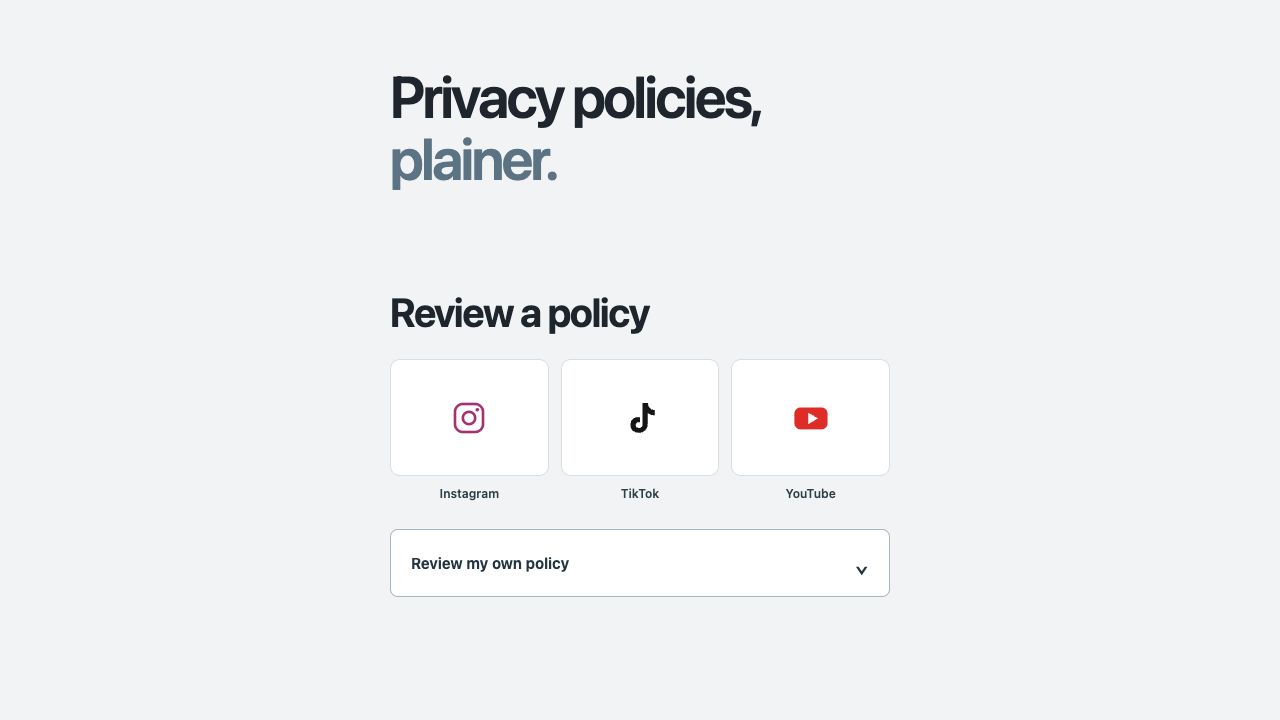 Privacy policies,
plainer.
Review a policy
Instagram
TikTok
YouTube
Review my own policy